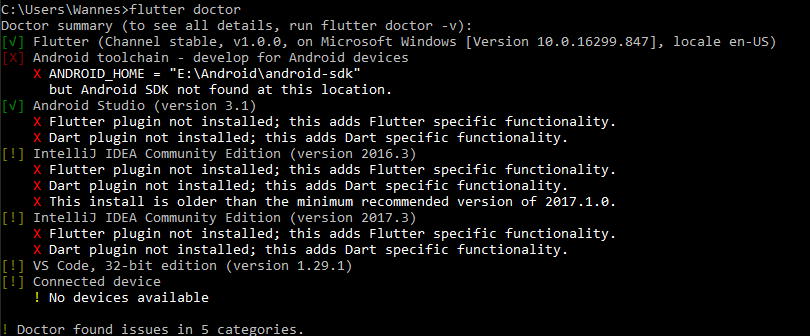 C:\Users\Wannes>flutter doctor
Doctor summary (to see all details, run flutter doctor -v):
[√] Flutter (Channel stable, v1.0.0, on Microsoft Windows [Version 10.0.16299.847], locale en-US)
[X] Android toolchain - develop for Android devices
    X ANDROID_HOME = "E:\Android\android-sdk"
      but Android SDK not found at this location.
[√] Android Studio (version 3.1)
    X Flutter plugin not installed; this adds Flutter specific functionality.
    X Dart plugin not installed; this adds Dart specific functionality.
[!] IntelliJ IDEA Community Edition (version 2016.3)
    X Flutter plugin not installed; this adds Flutter specific functionality.
    X Dart plugin not installed; this adds Dart specific functionality.
    X This install is older than the minimum recommended version of 2017.1.0.
[!] IntelliJ IDEA Community Edition (version 2017.3)
    X Flutter plugin not installed; this adds Flutter specific functionality.
    X Dart plugin not installed; this adds Dart specific functionality.
[!] VS Code, 32-bit edition (version 1.29.1)
[!] Connected device
    ! No devices available
! Doctor found issues in 5 categories.